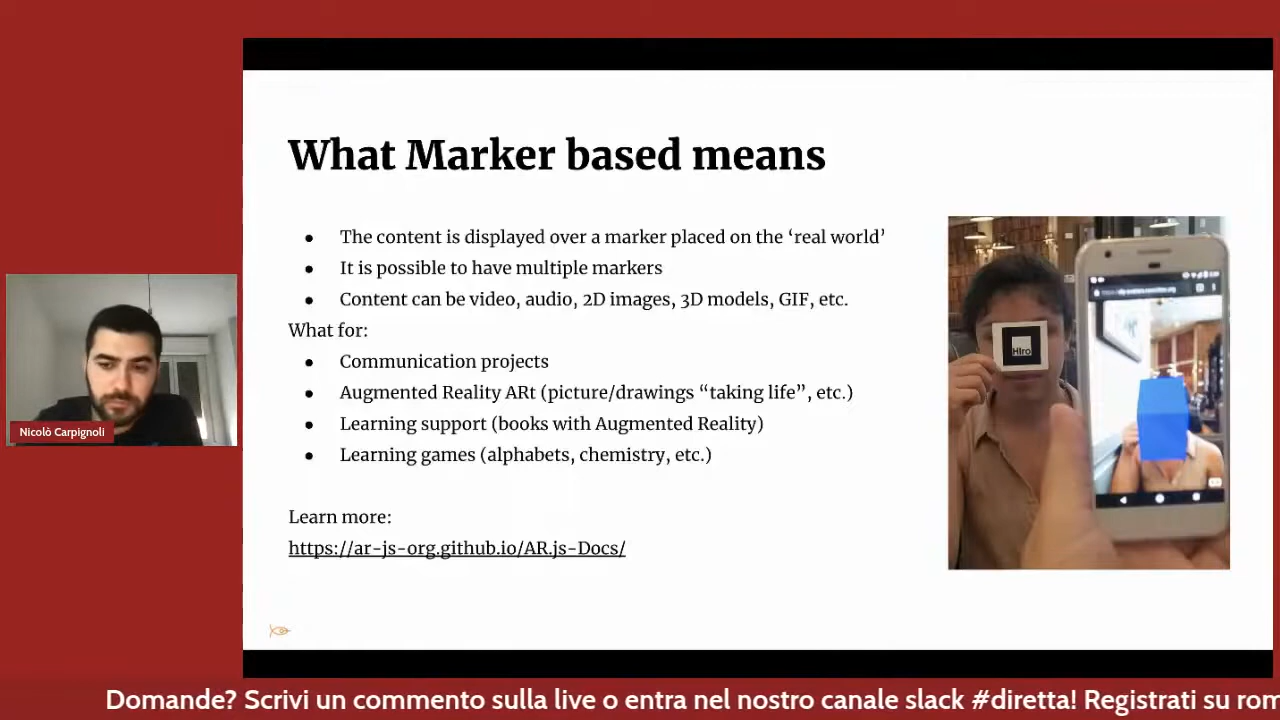 What Marker based means
● The content is displayed over a marker placed on the ‘real world’
● It is possible to have multiple markers
● Content can be video, audio, 2D images, 3D models, GIF, etc.
What for:
● Communication projects
● Augmented Reality ARt (picture/drawings “taking life”, etc.)
● Learning support (books with Augmented Reality)
● Learning games (alphabets, chemistry, etc.)
Learn more:
https://ar-js-org.github.io/AR.js-Docs/
Hiro
Nicolò Carpignoli
Domande? Scrivi un commento sulla live o entra nel nostro canale slack #diretta! Registrati su rom